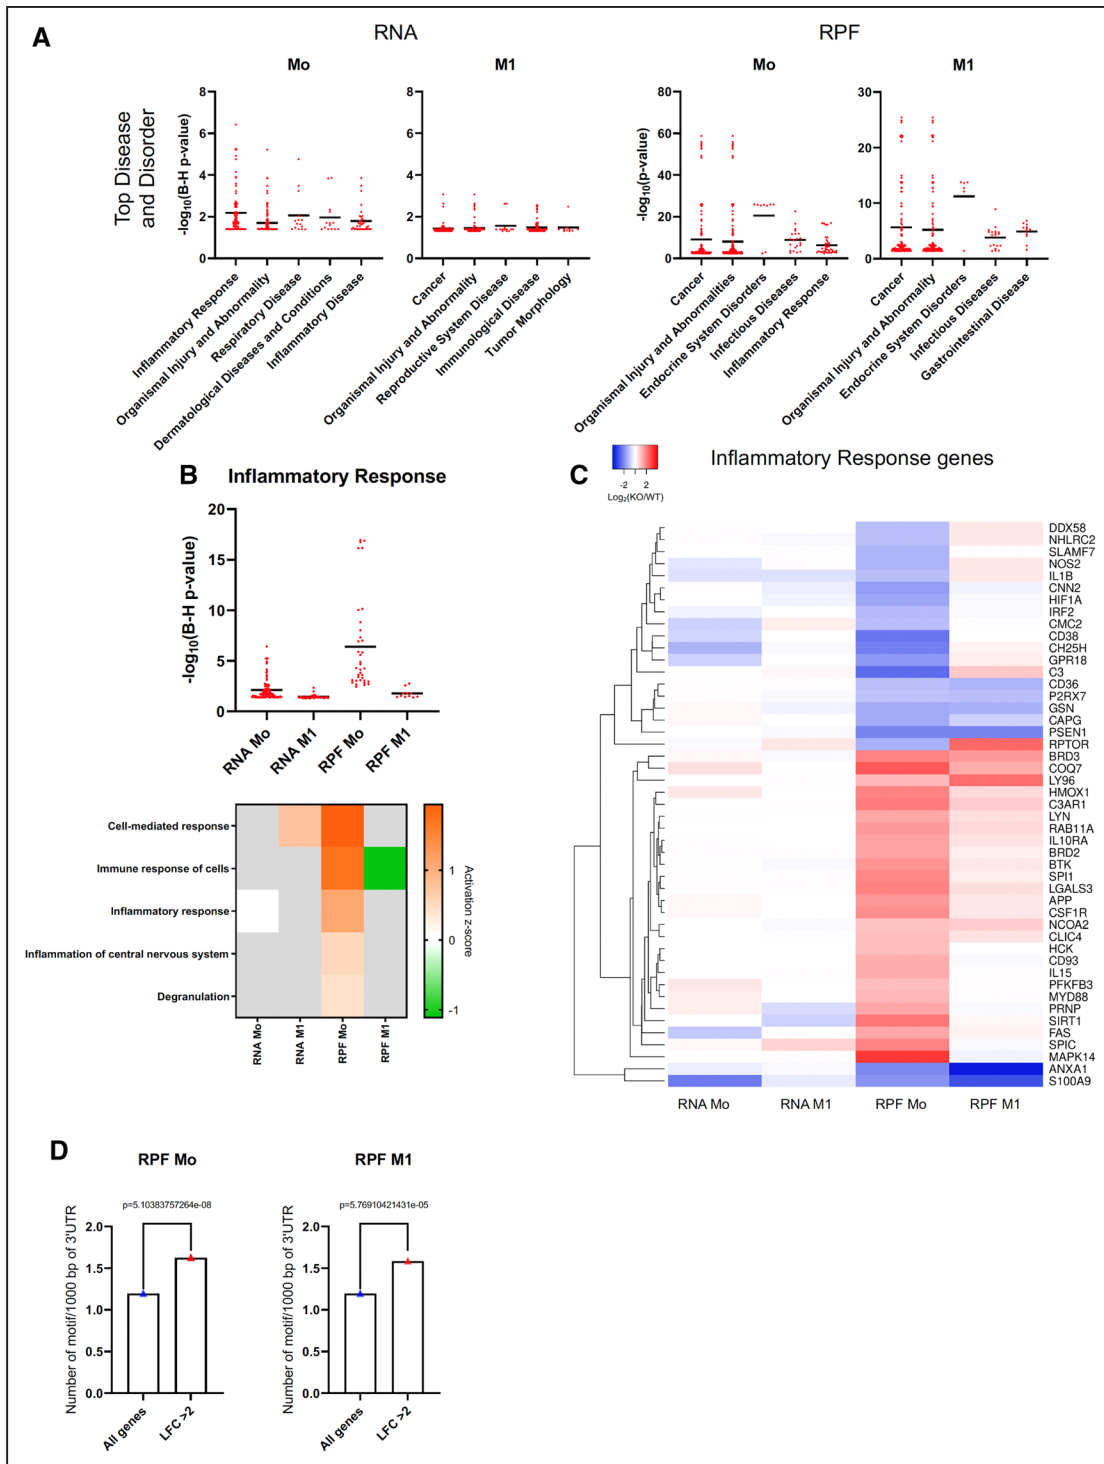 A
RNA
RPF
Mo
M1
Mo
M1
Top Disease
and Disorder
-log10(B-H p-value)
8
6
4
2
0
8
6
4
2
0
-log10(p-value)
80
60
40
20
0
30
20
10
0
Inflammatory Response
Organismal Injury and Abnormality
Respiratory Disease
Dermatological Diseases and Conditions
Inflammatory Disease
Cancer
Organismal Injury and Abnormality
Reproductive System Disease
Immunological Disease
Tumor Morphology
Cancer
Organismal Injury and Abnormalities
Endocrine System Disorders
Infectious Diseases
Inflammatory Response
Cancer
Organismal Injury and Abnormality
Endocrine System Disorders
Infectious Diseases
Gastrointestinal Disease
B
Inflammatory Response
-log10(B-H p-value)
20
15
10
5
0
RNA Mo
RNA M1
RPF Mo
RPF M1
Cell-mediated response
Immune response of cells
Inflammatory response
Inflammation of central nervous system
Degranulation
RNA Mo
RNA M1
RPF Mo
RPF M1
1
0
-1
Activation z-score
C
-2 2
Log2(KO/WT)
Inflammatory Response genes
DDX58
NHLRC2
SLAMF7
NOS2
IL1B
CNN2
HIF1A
IRF2
CMC2
CD38
CH25H
GPR18
C3
CD36
P2RX7
GSN
CAPG
PSEN1
RPTOR
BRD3
COQ7
LY96
HMOX1
C3AR1
LYN
RAB11A
IL10RA
BRD2
BTK
SPI1
LGALS3
APP
CSF1R
NCOA2
CLIC4
HCK
CD93
IL15
PFKFB3
MYD88
PRNP
SIRT1
FAS
SPIC
MAPK14
ANXA1
S100A9
RNA Mo
RNA M1
RPF Mo
RPF M1
D
RPF Mo
p=5.10383757264e-08
Number of motif/1000 bp of 3'UTR
2.0
1.5
1.0
0.5
0.0
All genes
LFC >2
RPF M1
p=5.76910421431e-05
Number of motif/1000 bp of 3'UTR
2.0
1.5
1.0
0.5
0.0
All genes
LFC >2